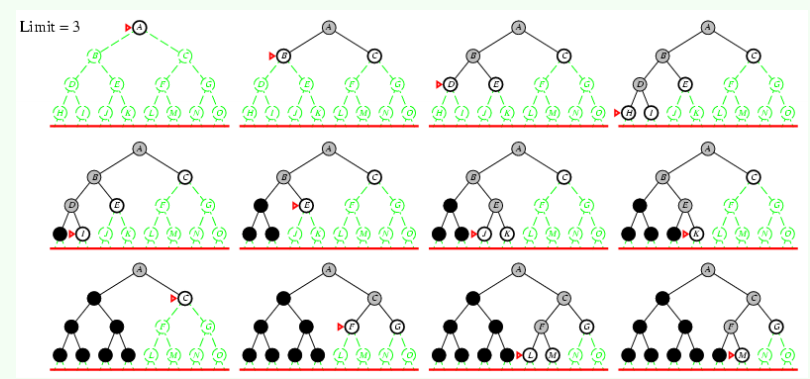 Limit = 3 A A A A
B C B C B C B C
D E F G D E F G D E F G D E F G
H I J K L M N O H I J K L M N O H I J K L M N O H I J K L M N O
A A A A
B C B C B C B C
D E F G E F G E F G E F G
I J K L M N O J K L M N O J K L M N O K L M N O
A A A A
C C C C
F G F G F G F G
L M N O L M N O L M N O M N O